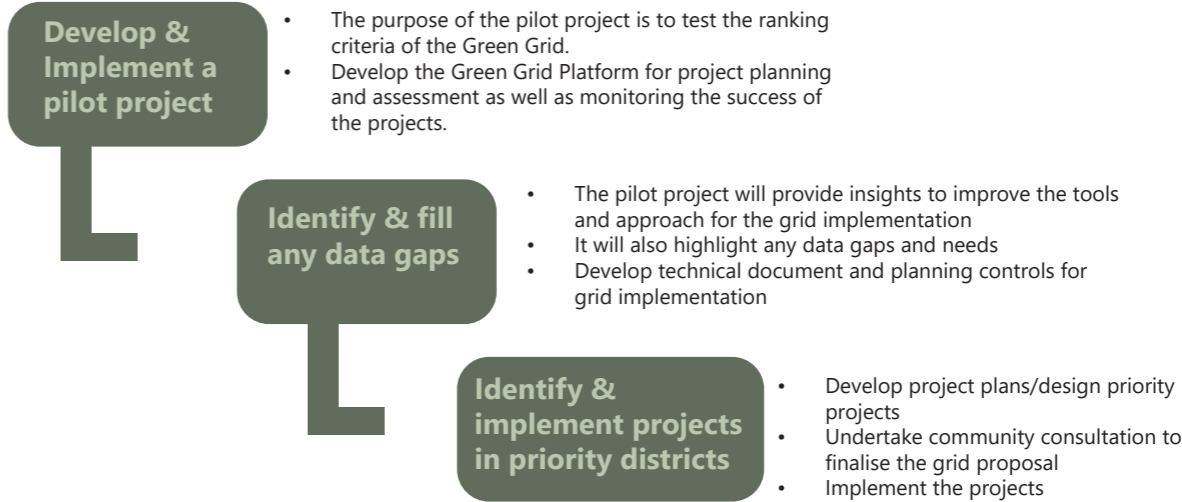 Develop &
Implement a
pilot project
• The purpose of the pilot project is to test the ranking
criteria of the Green Grid.
• Develop the Green Grid Platform for project planning
and assessment as well as monitoring the success of
the projects.
Identify & fill
any data gaps
• The pilot project will provide insights to improve the tools
and approach for the grid implementation
• It will also highlight any data gaps and needs
• Develop technical document and planning controls for
grid implementation
Identify &
implement projects
in priority districts
• Develop project plans/design priority
projects
• Undertake community consultation to
finalise the grid proposal
• Implement the projects